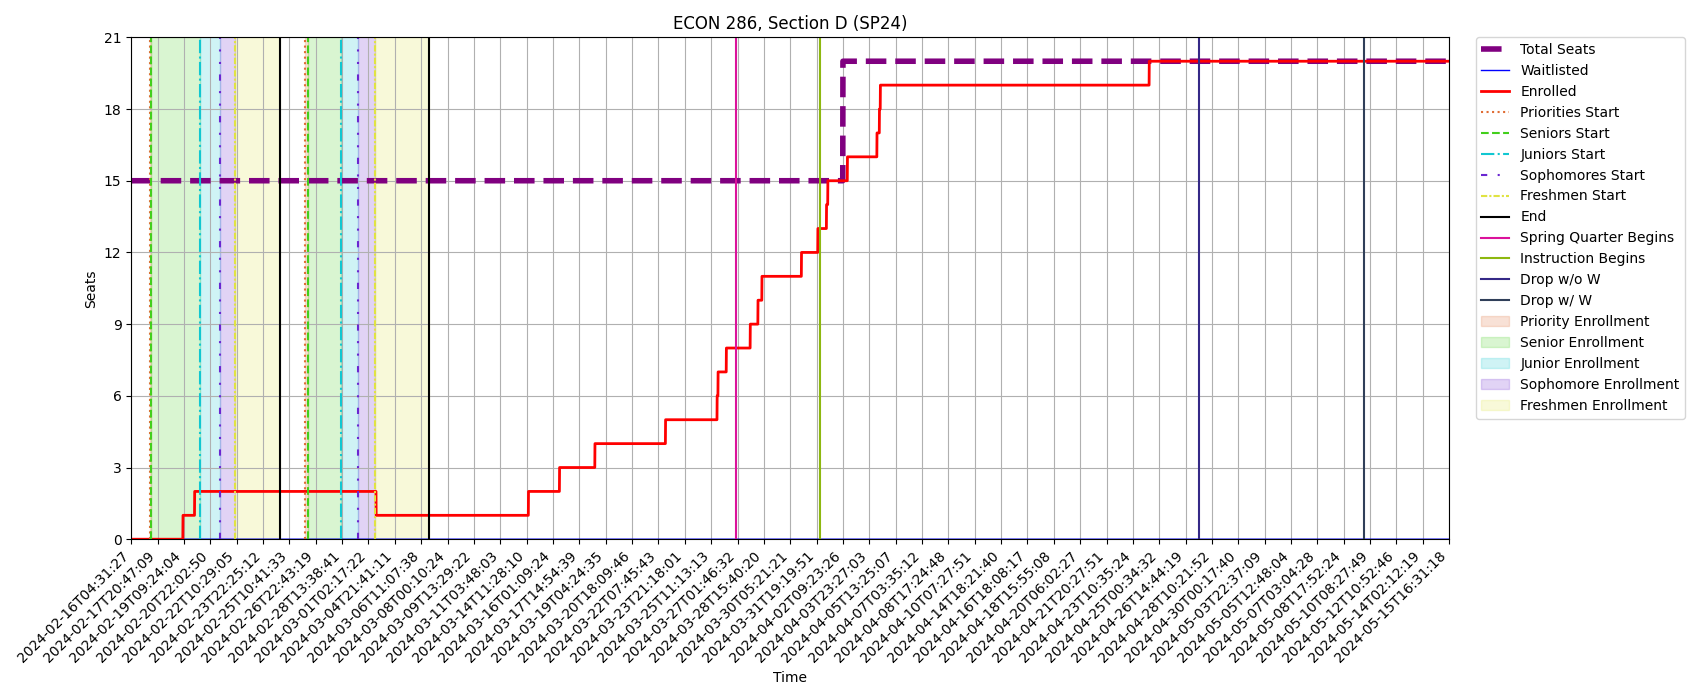 ECON 286, Section D (SP24)
Seats
21
18
15
12
9
6
3
0
2024-02-16T04:31:27
2024-02-17T20:47:09
2024-02-19T09:24:04
2024-02-20T22:02:50
2024-02-22T10:29:05
2024-02-23T22:25:12
2024-02-25T10:41:33
2024-02-26T22:43:19
2024-02-28T13:38:41
2024-03-01T02:17:22
2024-03-04T21:41:11
2024-03-06T11:07:38
2024-03-08T00:10:24
2024-03-09T13:29:22
2024-03-11T03:48:03
2024-03-14T11:28:10
2024-03-16T01:09:24
2024-03-17T14:54:39
2024-03-19T04:24:35
2024-03-20T18:09:46
2024-03-22T07:45:43
2024-03-23T21:18:01
2024-03-25T11:13:13
2024-03-27T01:46:32
2024-03-28T15:40:20
2024-03-30T05:21:21
2024-03-31T19:19:51
2024-04-02T09:23:26
2024-04-03T23:27:03
2024-04-05T13:25:07
2024-04-07T03:35:12
2024-04-08T17:24:48
2024-04-10T07:27:51
2024-04-14T18:21:40
2024-04-16T18:08:17
2024-04-18T15:55:08
2024-04-20T06:02:27
2024-04-21T20:27:51
2024-04-23T10:35:24
2024-04-25T00:34:32
2024-04-26T14:44:19
2024-04-28T10:21:52
2024-04-30T00:17:40
2024-05-03T22:37:09
2024-05-05T12:48:04
2024-05-07T03:04:28
2024-05-08T17:52:24
2024-05-10T08:27:49
2024-05-12T10:52:46
2024-05-14T02:12:19
2024-05-15T16:31:18
Time
Total Seats
Waitlisted
Enrolled
Priorities Start
Seniors Start
Juniors Start
Sophomores Start
Freshmen Start
End
Spring Quarter Begins
Instruction Begins
Drop w/o W
Drop w/ W
Priority Enrollment
Senior Enrollment
Junior Enrollment
Sophomore Enrollment
Freshmen Enrollment